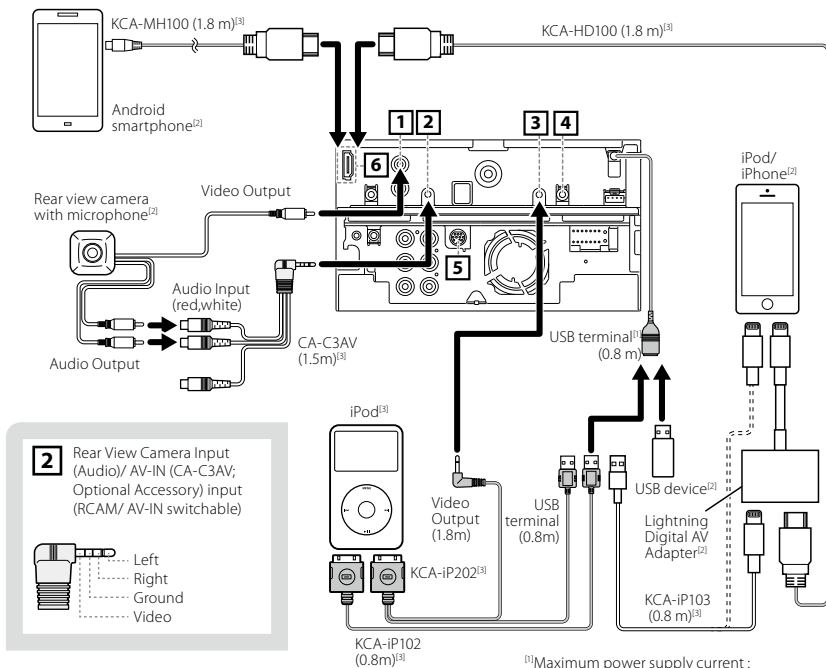 KCA-MH100 (1.8 m)[3]
KCA-HD100 (1.8 m)[3]
Android
smartphone[2]
1
2
3
4
6
5
iPod/
iPhone[2]
Rear view camera
with microphone[2]
Video Output
Audio Input
(red,white)
Audio Output
CA-C3AV
(1.5m)[3]
USB terminal[1]
(0.8 m)
2
Rear View Camera Input
(Audio)/ AV-IN (CA-C3AV;
Optional Accessory) input
(RCAM/ AV-IN switchable)
Left
Right
Ground
Video
iPod[3]
MENU
Video
Output
(1.8m)
USB
terminal
(0.8m)
USB device[2]
Lightning
Digital AV
Adapter[2]
KCA-iP202[3]
KCA-iP103
(0.8 m)[3]
KCA-iP102
(0.8m)[3]
[1]Maximum power supply current :